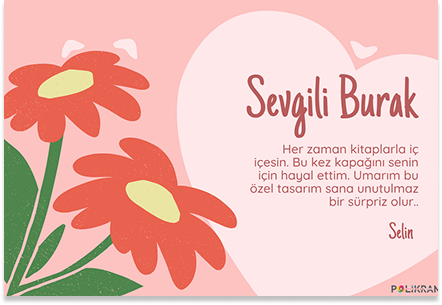 Sevgili Burak
Her zaman kitaplarla iç
içesin. Bu kez kapağını senin
için hayal ettim. Umarım bu
özel tasarım sana unutulmaz
bir sürpriz olur..
Selin
POLIKRAN